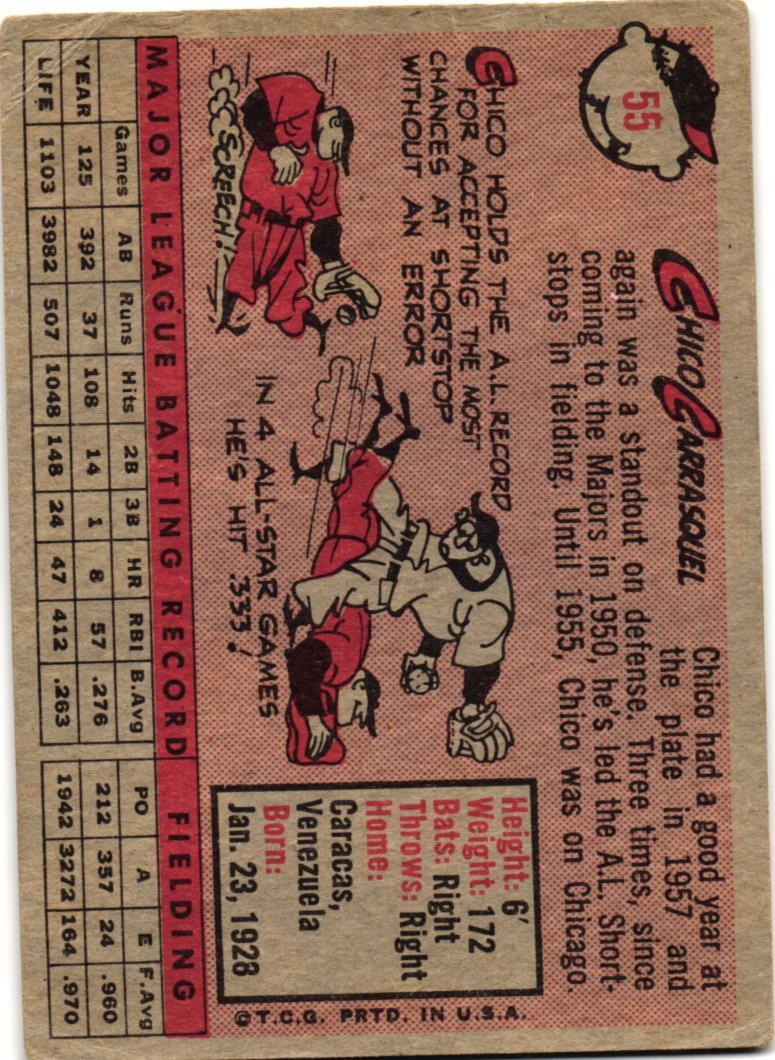 55
CHICO CARRASQUEL
Chico had a good year at
the plate in 1957 and
again was a standout on defense. Three times, since
coming to the Majors in 1950, he's led the A.L. Short-
stops in fielding. Until 1955, Chico was on Chicago.
CHICO HOLDS THE A.L. RECORD
FOR ACCEPTING THE MOST
CHANCES AT SHORTSTOP
WITHOUT AN ERROR
SCREECH!
IN 4 ALL-STAR GAMES
HE'S HIT .333!
Height: 6'
Weight: 172
Bats: Right
Throws: Right
Home:
Caracas,
Venezuela
Born:
Jan. 23, 1928
©T.C.G. PRTD. IN U.S.A.
MAJOR LEAGUE BATTING RECORD FIELDING
Games AB Runs Hits 2B 3B HR RBI B.Avg PO A E F.Avg
YEAR 125 392 37 108 14 1 8 57 .276 212 357 24 .960
LIFE 1103 3982 507 1048 148 24 47 412 .263 1942 3272 164 .970